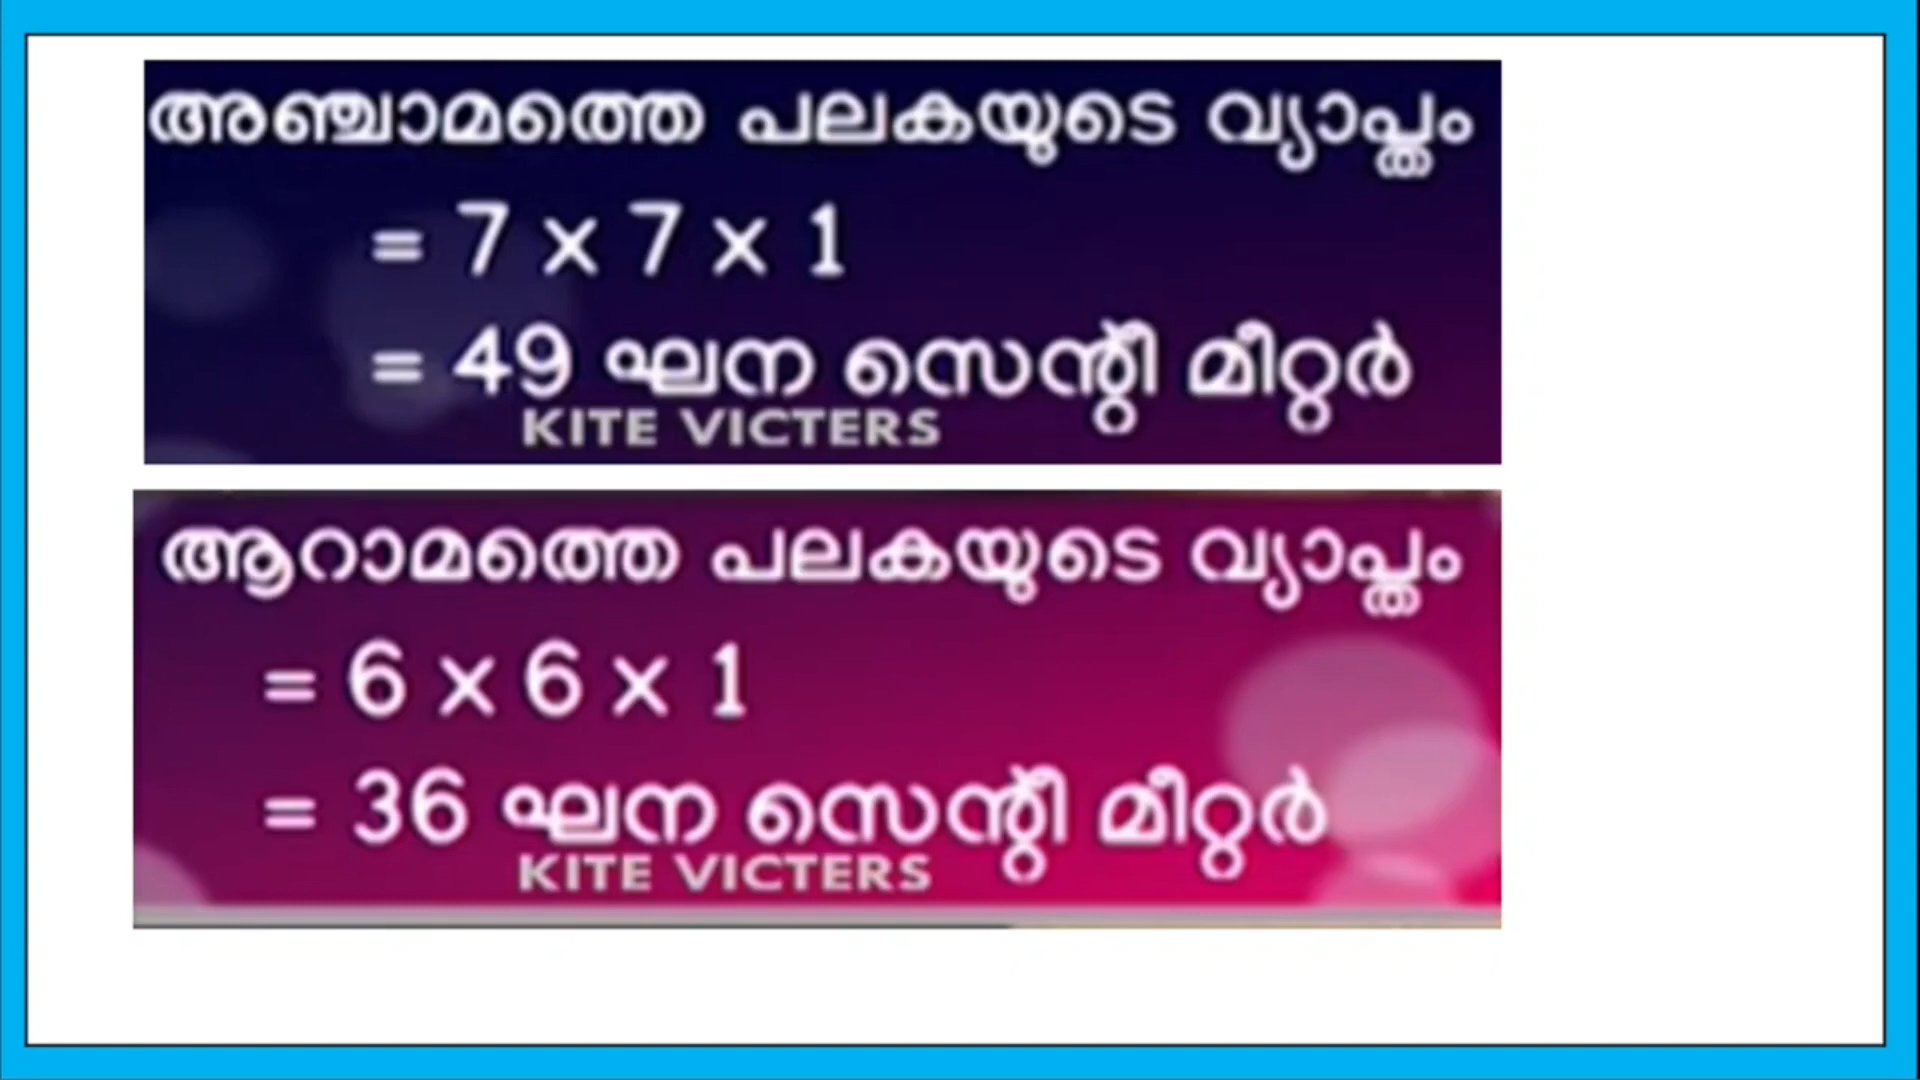 അഞ്ചാമത്തെ പലകയുടെ വ്യാപ്തം
= 7 x 7 x 1
= 49 ഘന സെന്റീ മീറ്റർ
KITE VICTERS
ആറാമത്തെ പലകയുടെ വ്യാപ്തം
= 6 x 6 x 1
= 36 ഘന സെന്റീ മീറ്റർ
KITE VICTERS